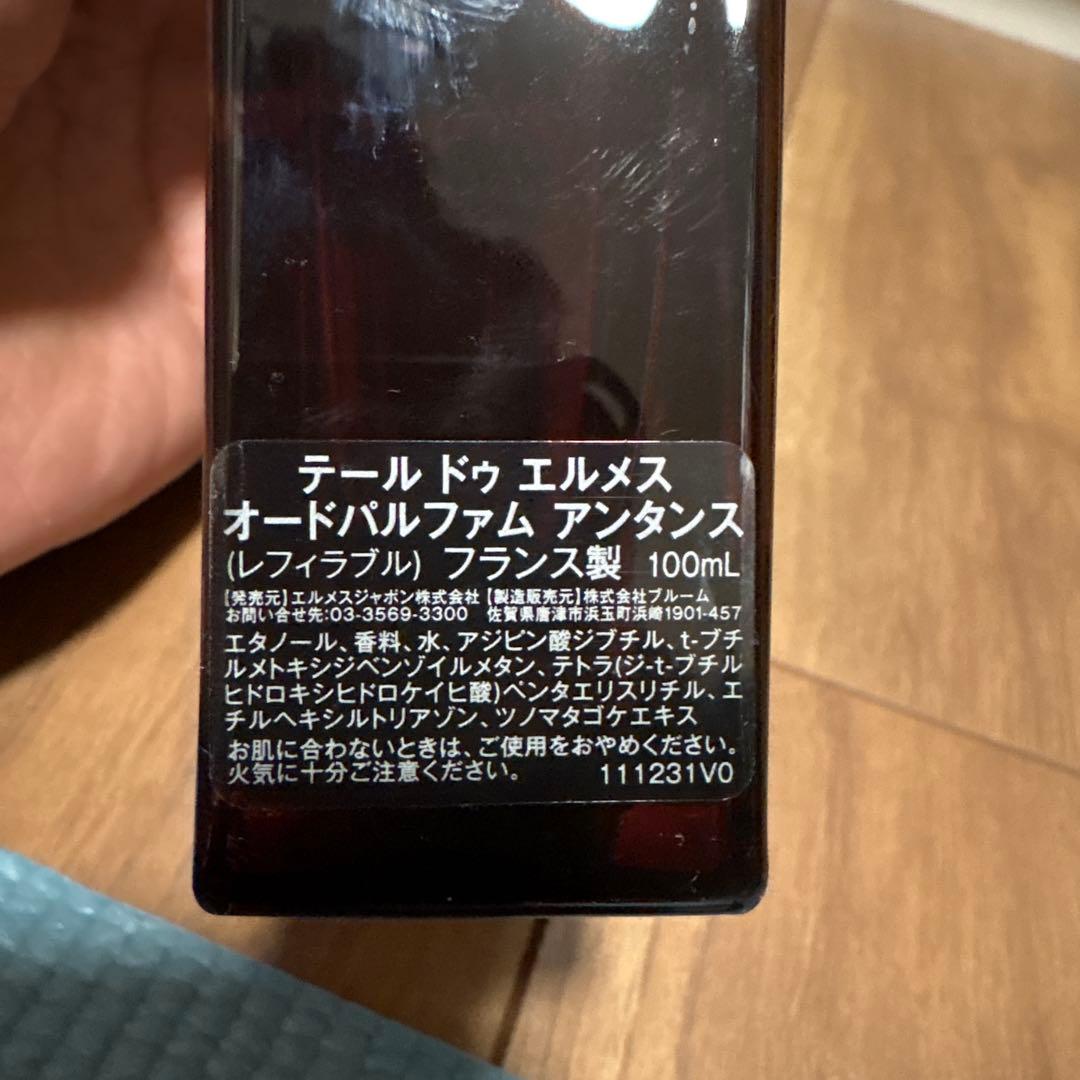 テール ドゥ エルメス
オードパルファム アンタンス
(レフィラブル) フランス製 100mL
【発売元】エルメスジャポン株式会社 【製造販売元】株式会社ブルーム
お問い合せ先:03-3569-3300 佐賀県唐津市浜玉町浜崎1901-457
エタノール、香料、水、アジピン酸ジブチル、t-ブチ
ルメトキシジベンゾイルメタン、テトラ(ジ-t-ブチル
ヒドロキシヒドロケイヒ酸)ペンタエリスリチル、エ
チルヘキシルトリアゾン、ツノマタゴケエキス
お肌に合わないときは、ご使用をおやめください。
火気に十分ご注意ください。 111231V0